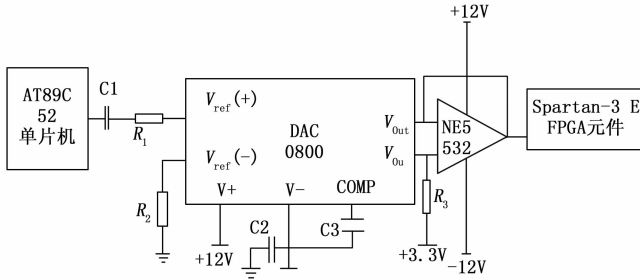 +12V
AT89C
52
单片机
C1
R1
Vref(+)
Vref(-)
DAC
0800
V+
V-
COMP
VOut
VOu
NE5
532
Spartan-3 E
FPGA元件
R2
C2
C3
R3
+12V
+3.3V
-12V